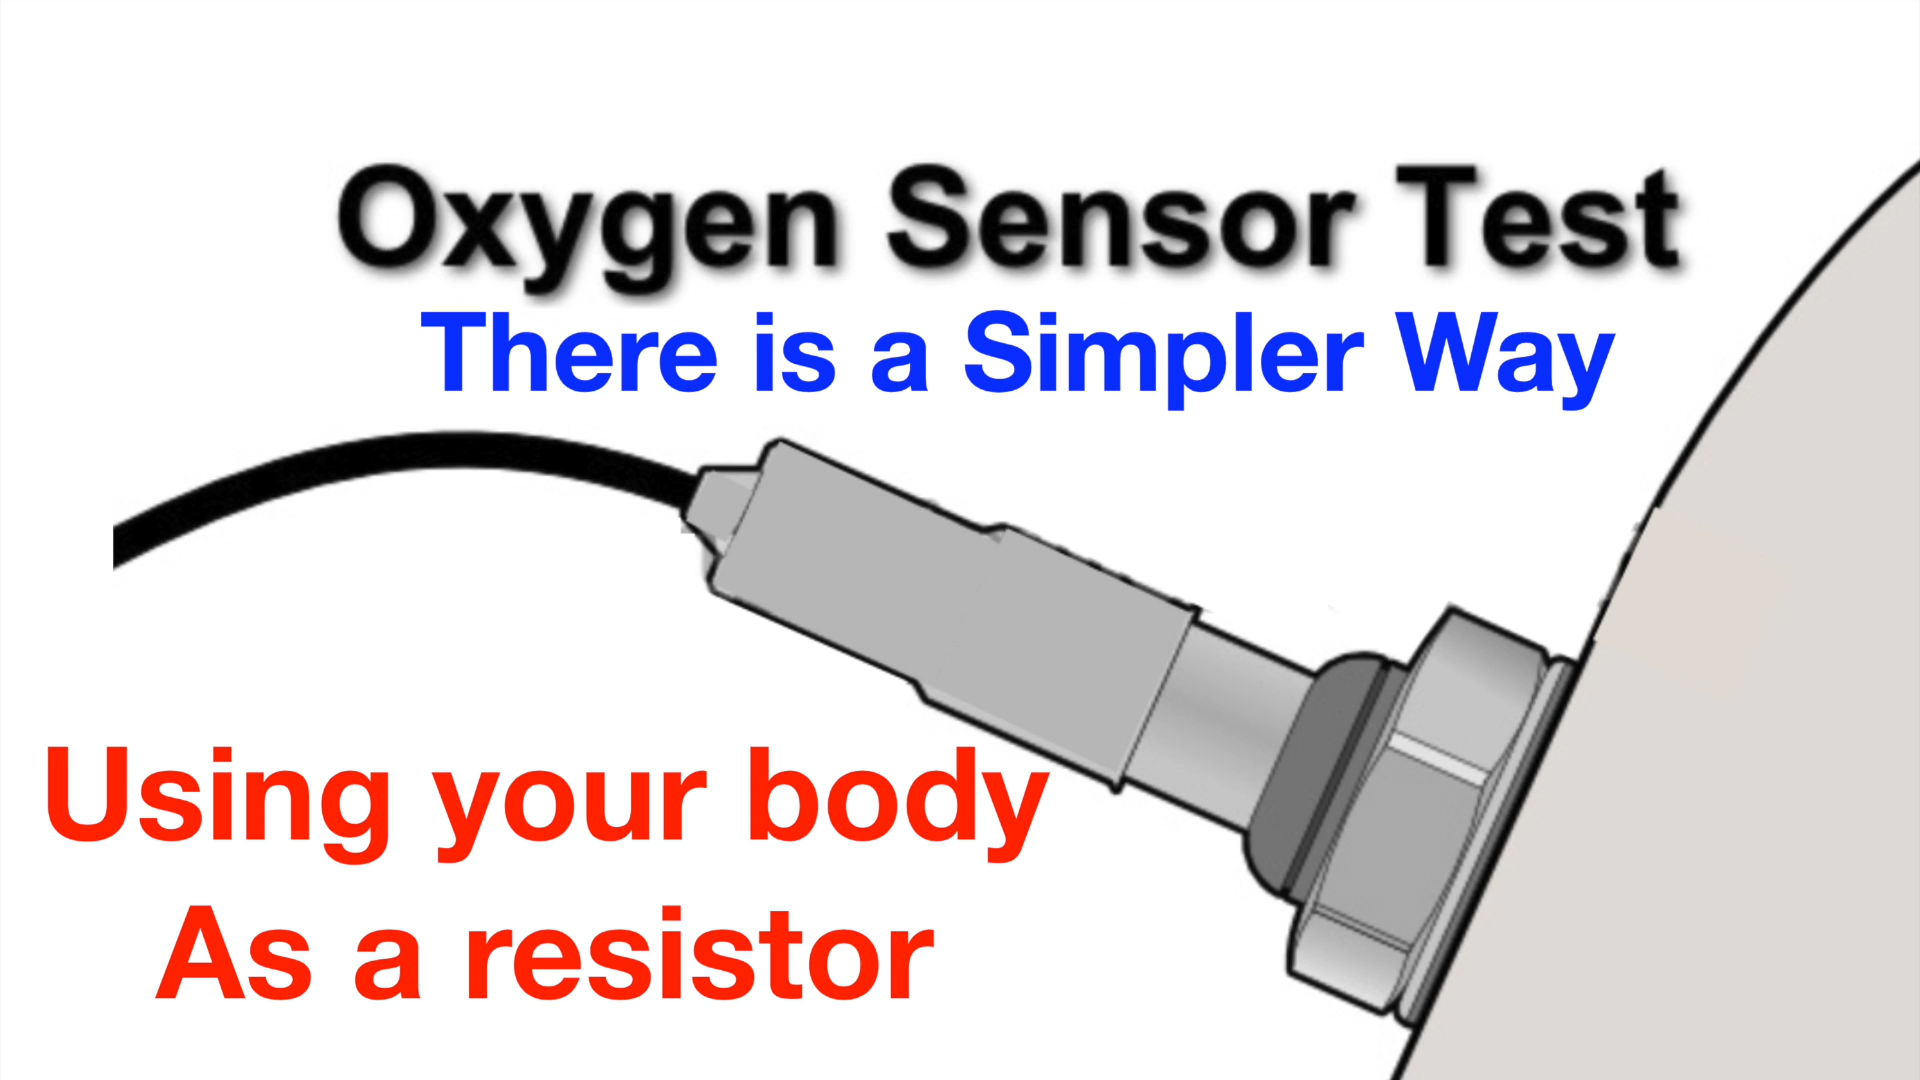 Oxygen Sensor Test
There is a Simpler Way
Using your body
As a resistor